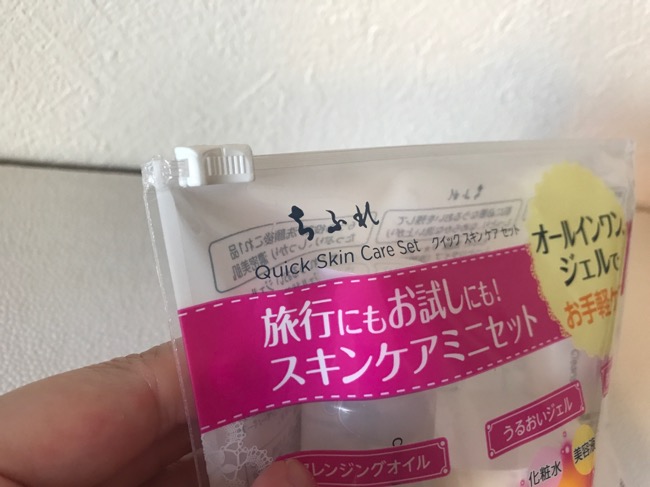 ちふれ
Quick Skin Care Set クイック スキン ケア セット
オールインワン
ジェルで
お手軽
旅行にもお試しにも!
スキンケアミニセット
うるおいジェル
レンジングオイル
化粧水
美容液